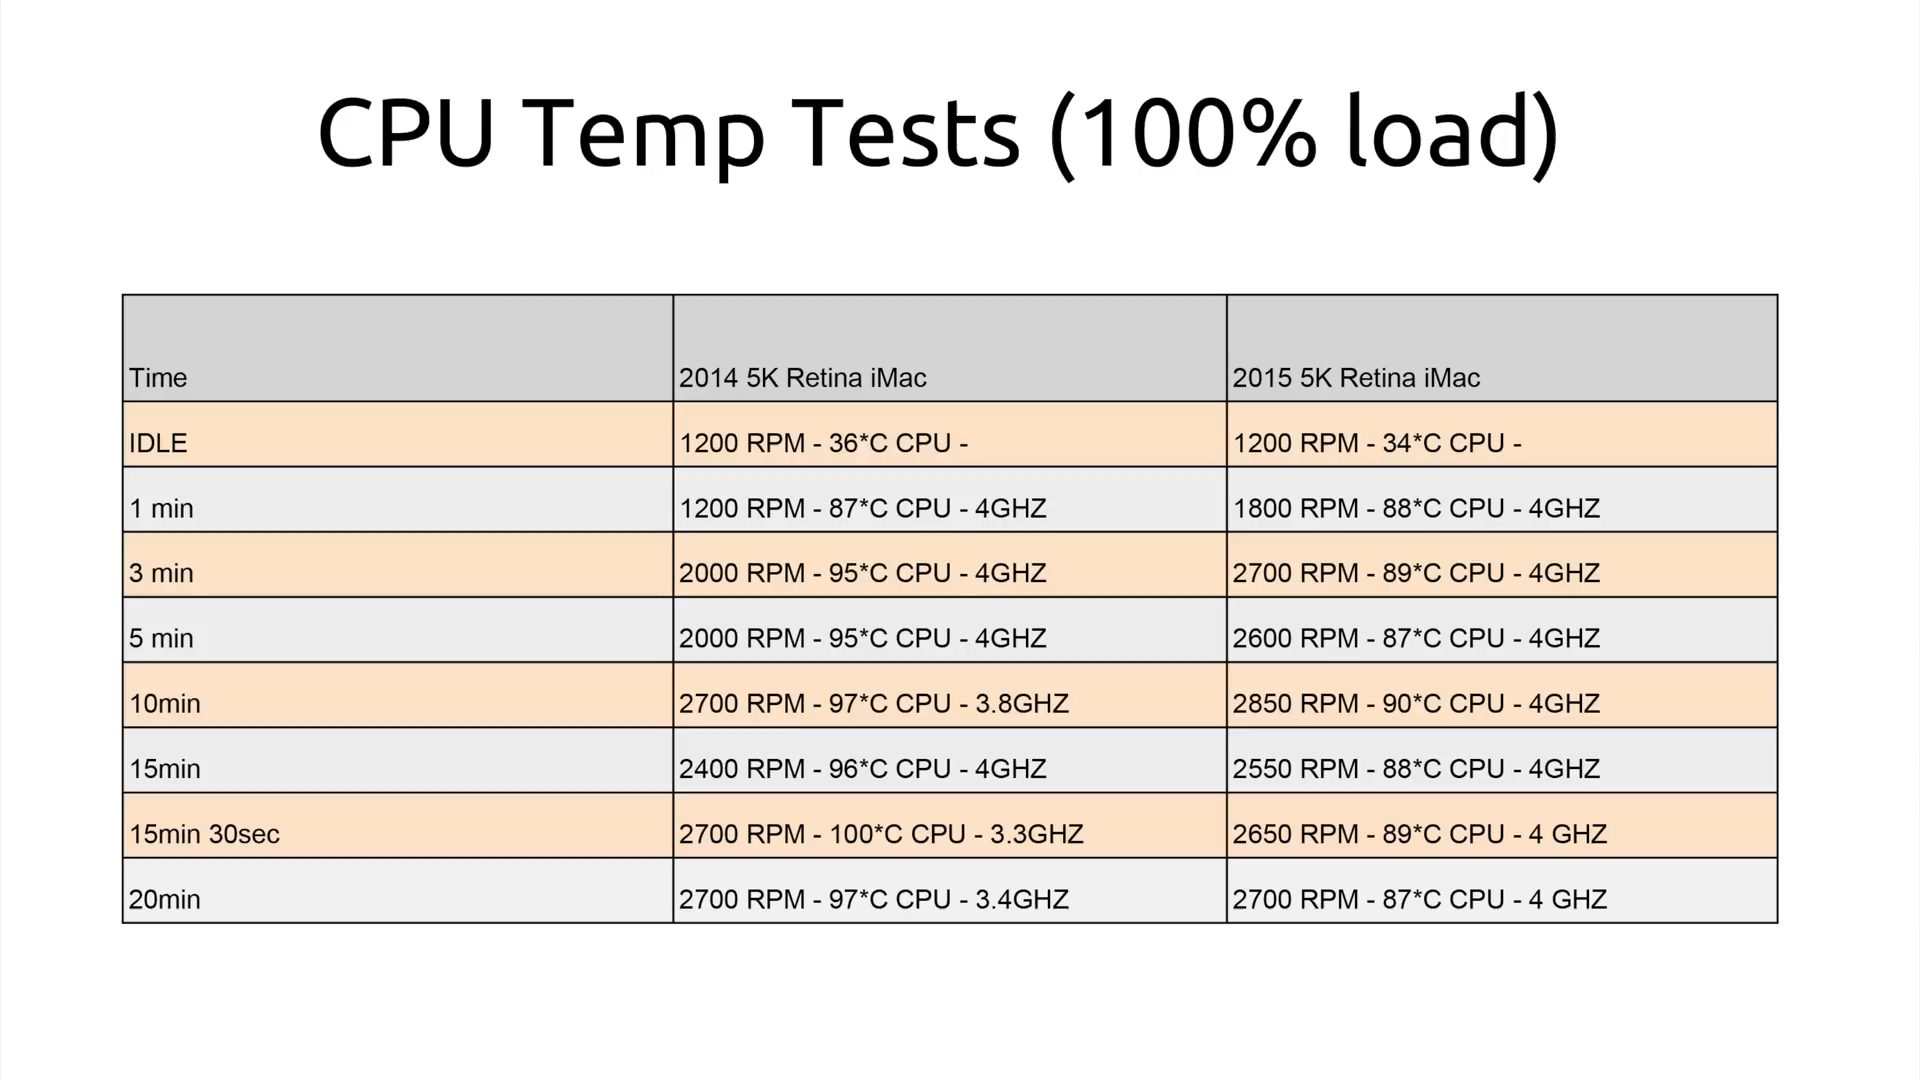 CPU Temp Tests (100% load)
Time 2014 5K Retina iMac 2015 5K Retina iMac
IDLE 1200 RPM - 36*C CPU - 1200 RPM - 34*C CPU -
1 min 1200 RPM - 87*C CPU - 4GHZ 1800 RPM - 88*C CPU - 4GHZ
3 min 2000 RPM - 95*C CPU - 4GHZ 2700 RPM - 89*C CPU - 4GHZ
5 min 2000 RPM - 95*C CPU - 4GHZ 2600 RPM - 87*C CPU - 4GHZ
10min 2700 RPM - 97*C CPU - 3.8GHZ 2850 RPM - 90*C CPU - 4GHZ
15min 2400 RPM - 96*C CPU - 4GHZ 2550 RPM - 88*C CPU - 4GHZ
15min 30sec 2700 RPM - 100*C CPU - 3.3GHZ 2650 RPM - 89*C CPU - 4 GHZ
20min 2700 RPM - 97*C CPU - 3.4GHZ 2700 RPM - 87*C CPU - 4 GHZ